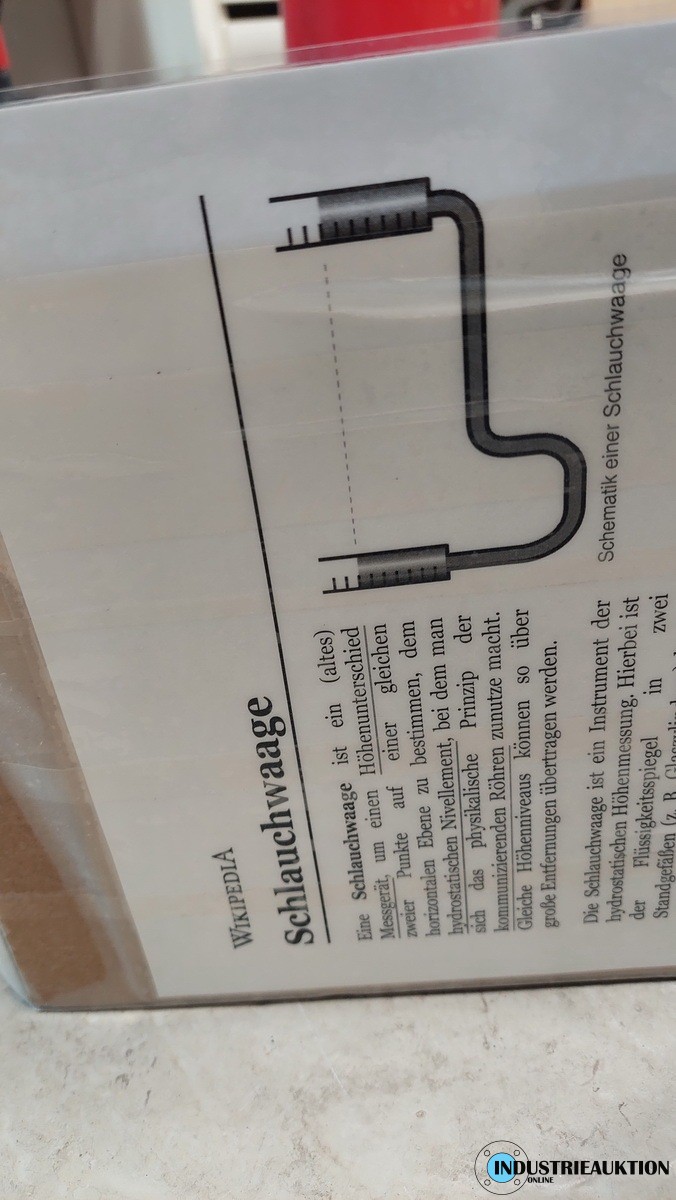 WIKIPEDIA
Schlauchwaage
Eine Schlauchwaage ist ein (altes)
Messgerät, um einen Höhenunterschied
zweier Punkte auf einer gleichen
horizontalen Ebene zu bestimmen, dem
hydrostatischen Nivellement, bei dem man
sich das physikalische Prinzip der
kommunizierenden Röhren zunutze macht.
Gleiche Höhenniveaus können so über
große Entfernungen übertragen werden.
Schematik einer Schlauchwaage
Die Schlauchwaage ist ein Instrument der
hydrostatischen Höhenmessung. Hierbei ist
der Flüssigkeitsspiegel in zwei
Standgefäßen (z. B.
INDUSTRIEAUKTION
ONLINE